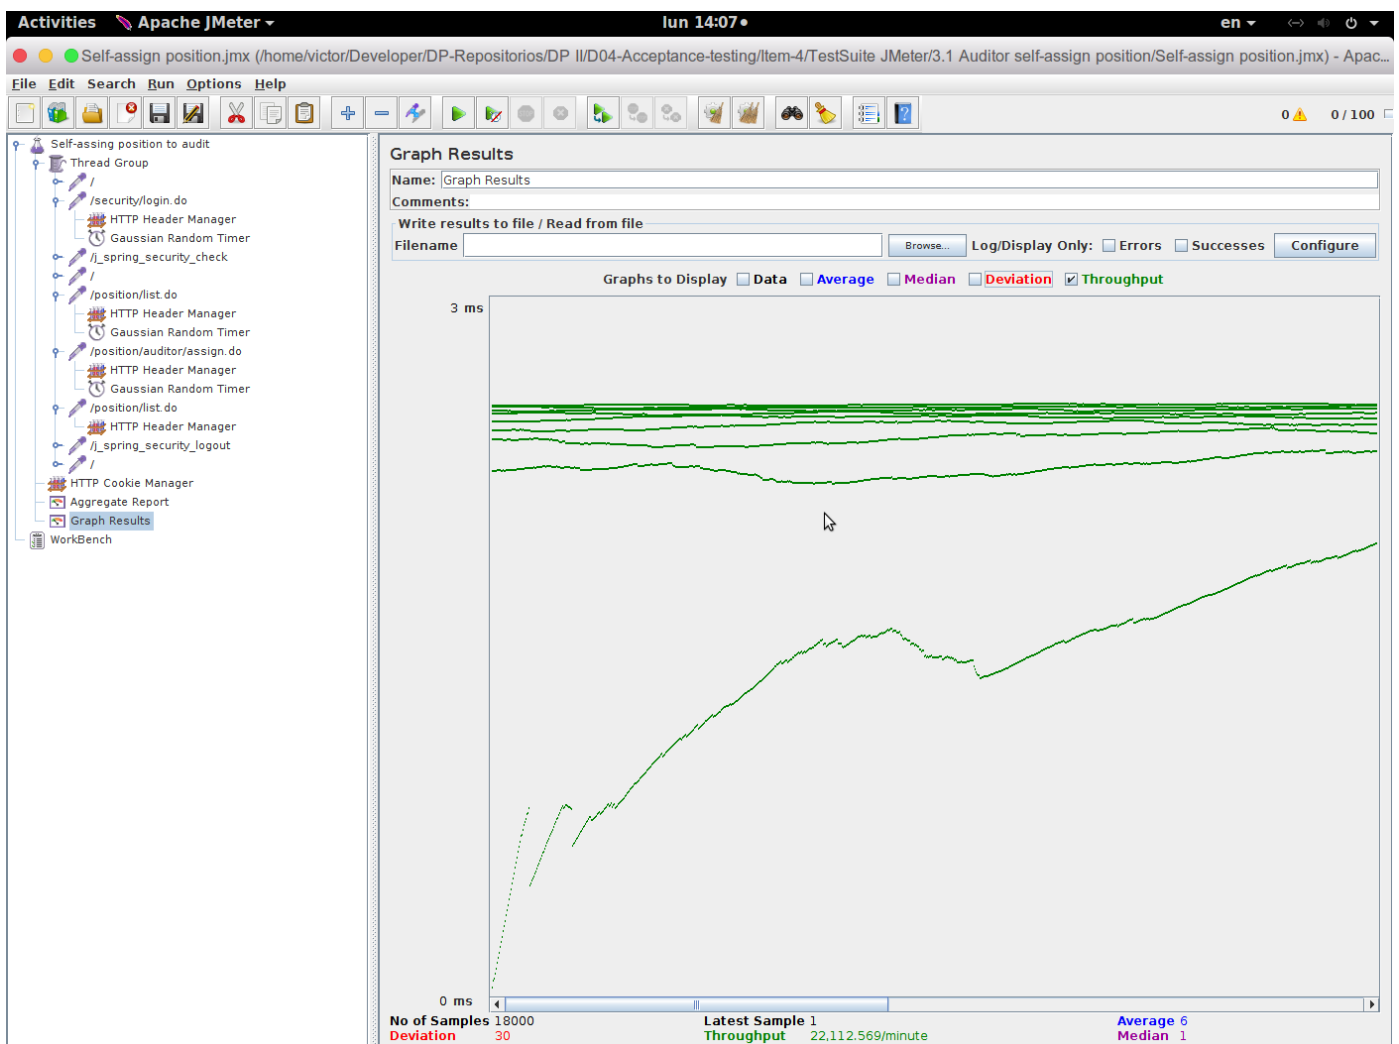 Activities Apache JMeter lun 14:07 en
Self-assign position.jmx (/home/victor/Developer/DP-Repositorios/DP II/D04-Acceptance-testing/Item-4/TestSuite JMeter/3.1 Auditor self-assign position/Self-assign position.jmx) - Apac...
File Edit Search Run Options Help
0 0 / 100
Self-assing position to audit
Thread Group
/
/security/login.do
HTTP Header Manager
Gaussian Random Timer
/j_spring_security_check
/
/position/list.do
HTTP Header Manager
Gaussian Random Timer
/position/auditor/assign.do
HTTP Header Manager
Gaussian Random Timer
/position/list.do
HTTP Header Manager
/j_spring_security_logout
/
HTTP Cookie Manager
Aggregate Report
Graph Results
WorkBench
Graph Results
Name: Graph Results
Comments:
Write results to file / Read from file
Filename Browse... Log/Display Only: Errors Successes Configure
Graphs to Display Data Average Median Deviation Throughput
3 ms
0 ms
No of Samples 18000 Latest Sample 1 Average 6
Deviation 30 Throughput 22,112.569/minute Median 1